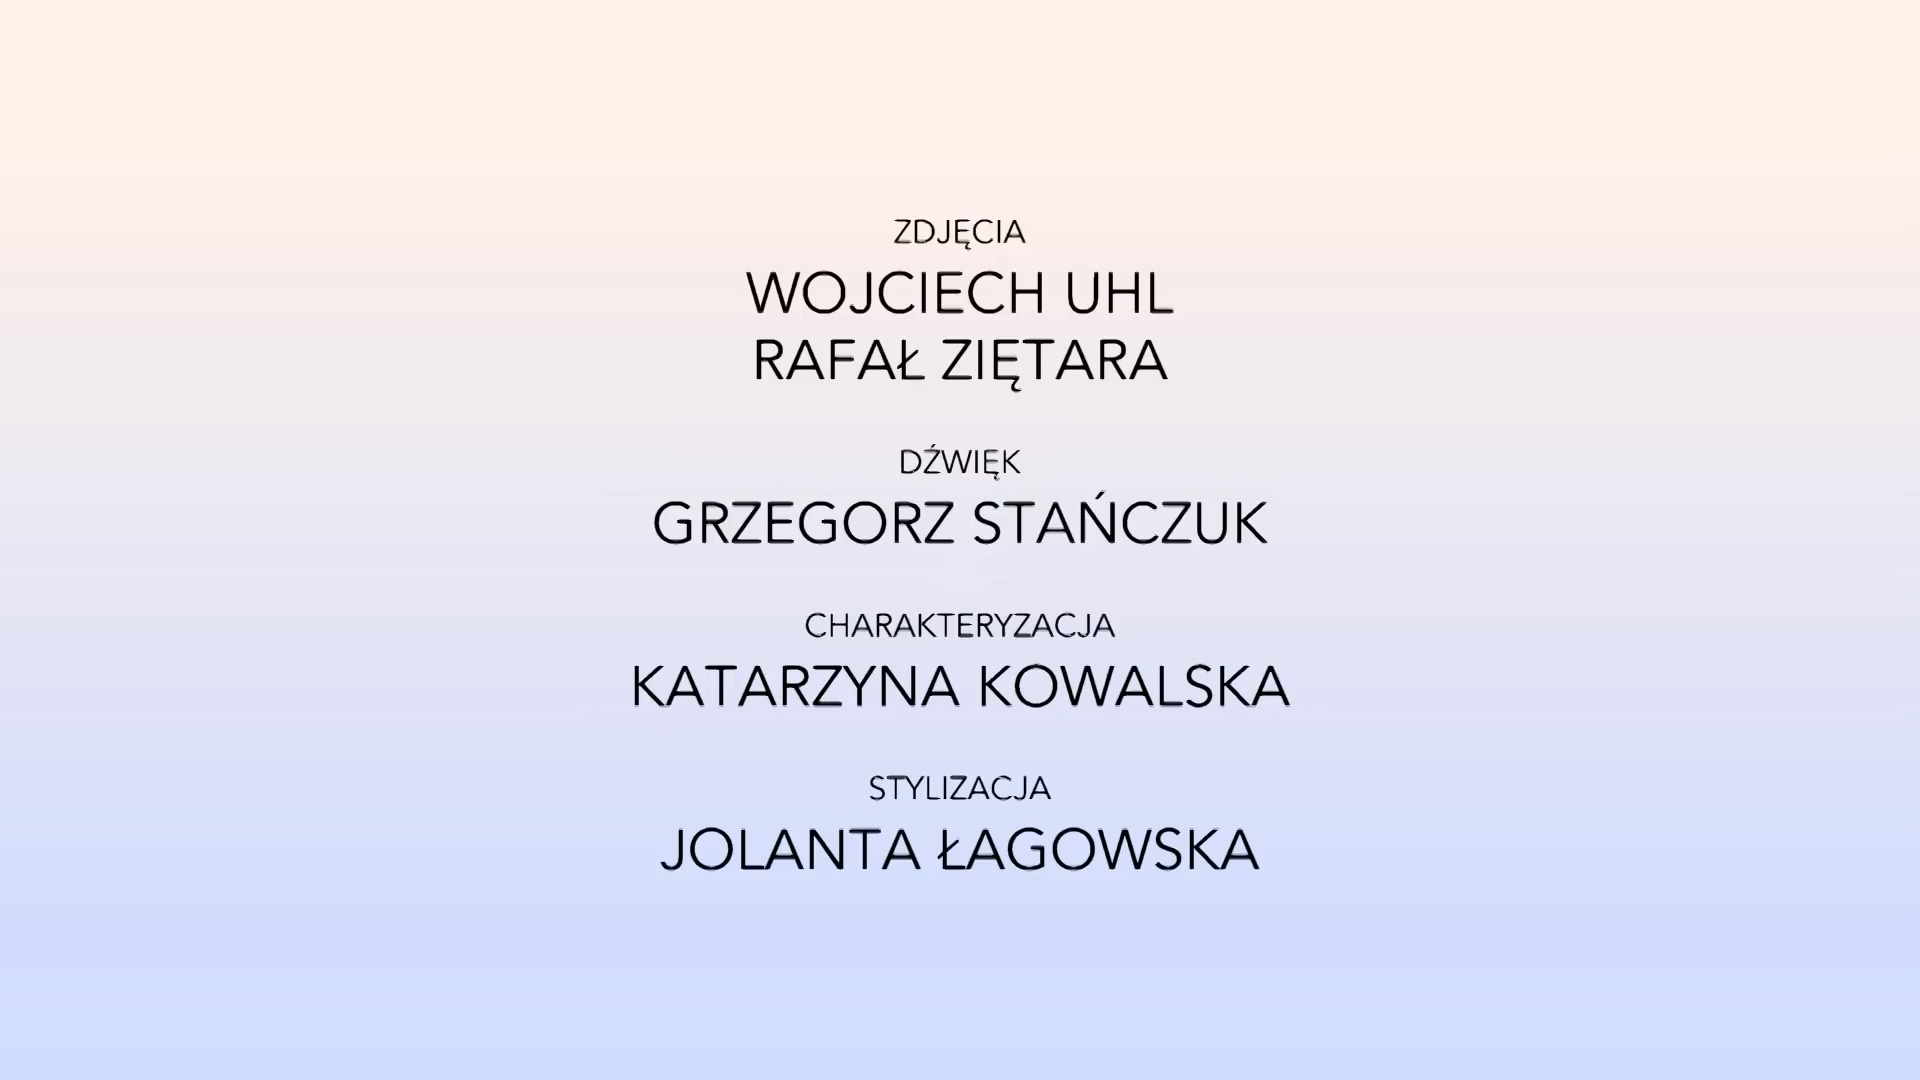 ZDJĘCIA
WOJCIECH UHL
RAFAŁ ZIĘTARA
DŹWIĘK
GRZEGORZ STAŃCZUK
CHARAKTERYZACJA
KATARZYNA KOWALSKA
STYLIZACJA
JOLANTA ŁAGOWSKA